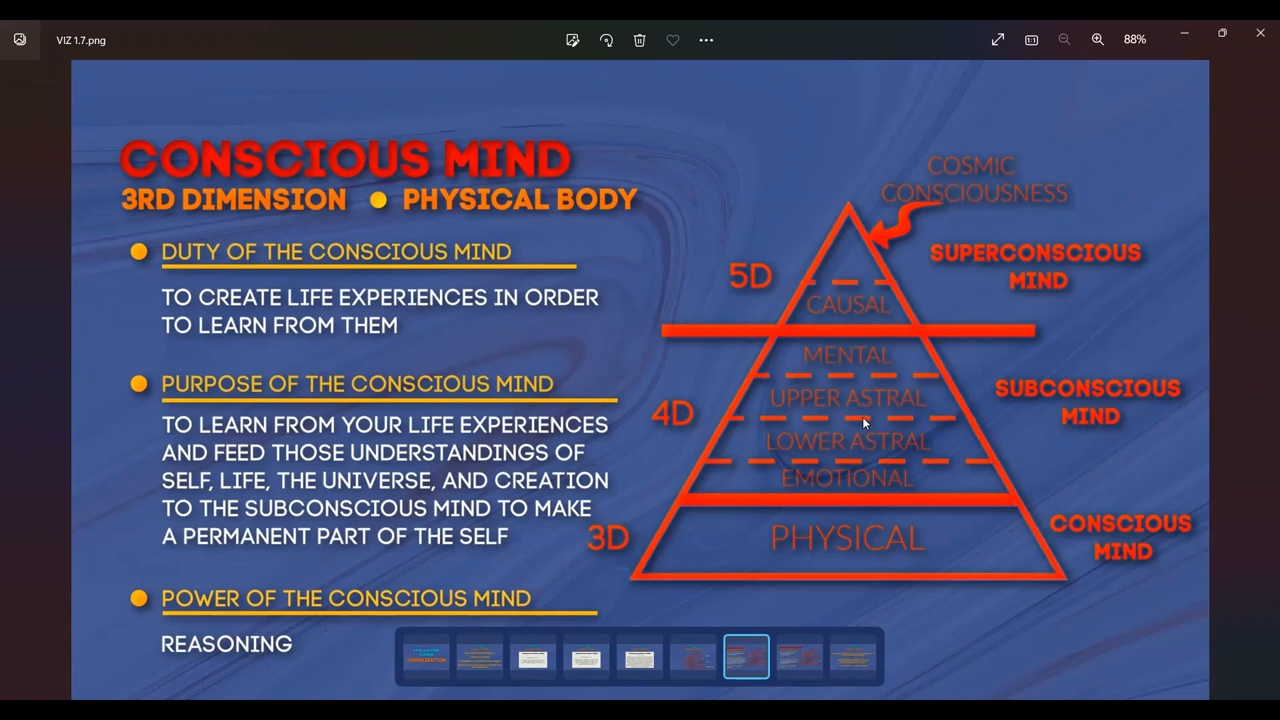 VIZ 1.7.png
88%
CONSCIOUS MIND
3RD DIMENSION ● PHYSICAL BODY
DUTY OF THE CONSCIOUS MIND
TO CREATE LIFE EXPERIENCES IN ORDER
TO LEARN FROM THEM
PURPOSE OF THE CONSCIOUS MIND
TO LEARN FROM YOUR LIFE EXPERIENCES
AND FEED THOSE UNDERSTANDINGS OF
SELF, LIFE, THE UNIVERSE, AND CREATION
TO THE SUBCONSCIOUS MIND TO MAKE
A PERMANENT PART OF THE SELF
POWER OF THE CONSCIOUS MIND
REASONING
COSMIC
CONSCIOUSNESS
SUPERCONSCIOUS
MIND
5D
CAUSAL
MENTAL
UPPER ASTRAL
SUBCONSCIOUS
MIND
4D
LOWER ASTRAL
EMOTIONAL
3D
PHYSICAL
CONSCIOUS
MIND